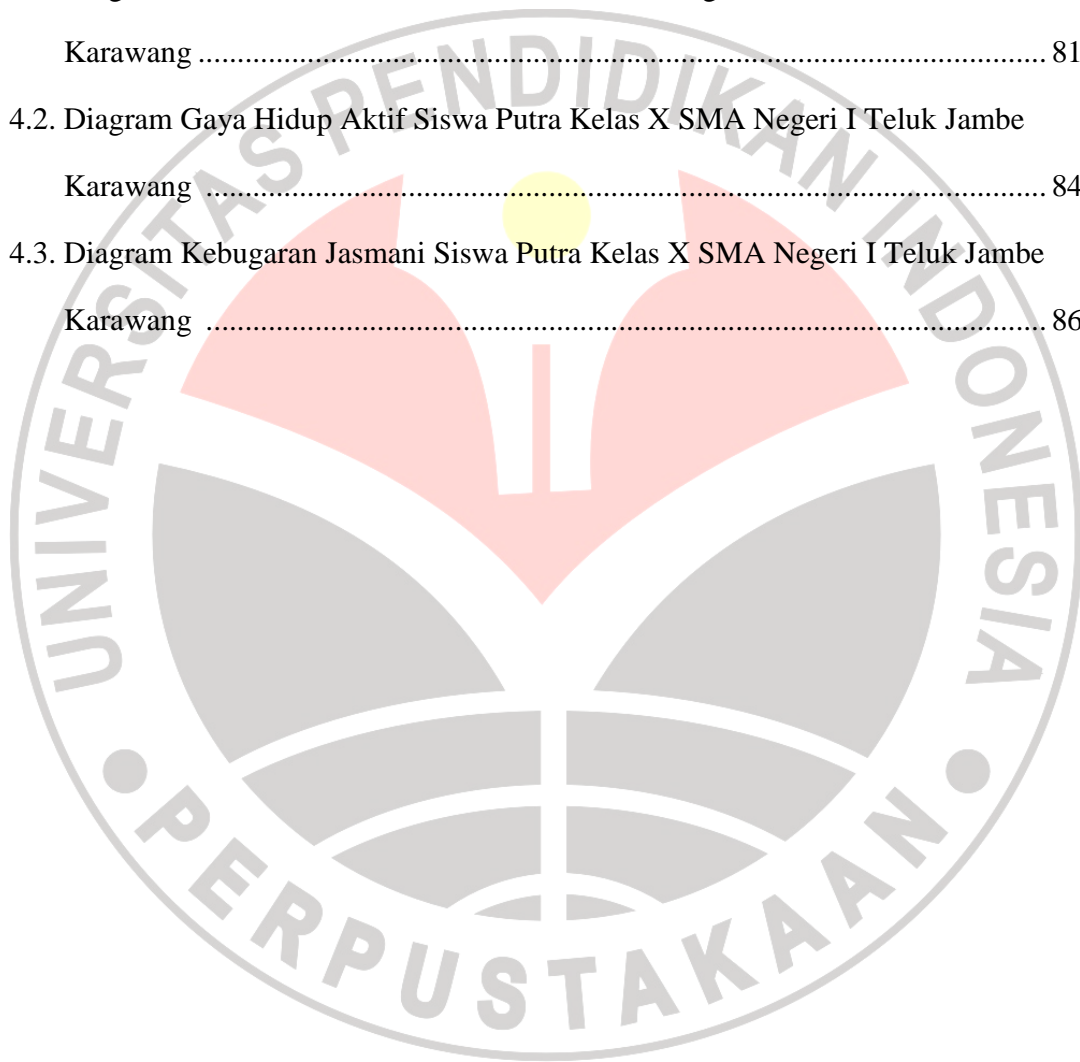 Karawang ........................................................................................... 81
4.2. Diagram Gaya Hidup Aktif Siswa Putra Kelas X SMA Negeri I Teluk Jambe
Karawang .......................................................................................... 84
4.3. Diagram Kebugaran Jasmani Siswa Putra Kelas X SMA Negeri I Teluk Jambe
Karawang .......................................................................................... 86
UNIVERSITAS PENDIDIKAN INDONESIA
PERPUSTAKAAN